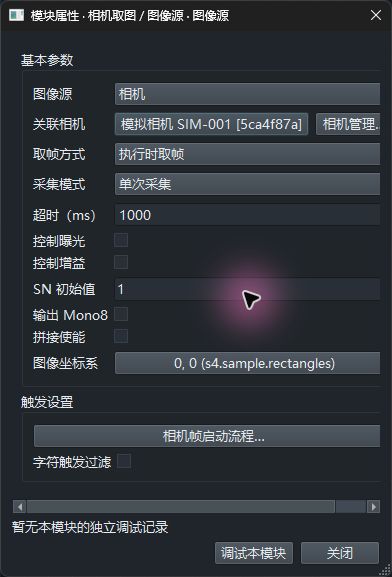 模块属性 · 相机取图 / 图像源 · 图像源
基本参数
图像源 相机
关联相机 模拟相机 SIM-001 [5ca4f87a] 相机管理..
取帧方式 执行时取帧
采集模式 单次采集
超时（ms） 1000
控制曝光
控制增益
SN 初始值 1
输出 Mono8
拼接使能
图像坐标系 0, 0 (s4.sample.rectangles)
触发设置
相机帧启动流程...
字符触发过滤
暂无本模块的独立调试记录
调试本模块 关闭